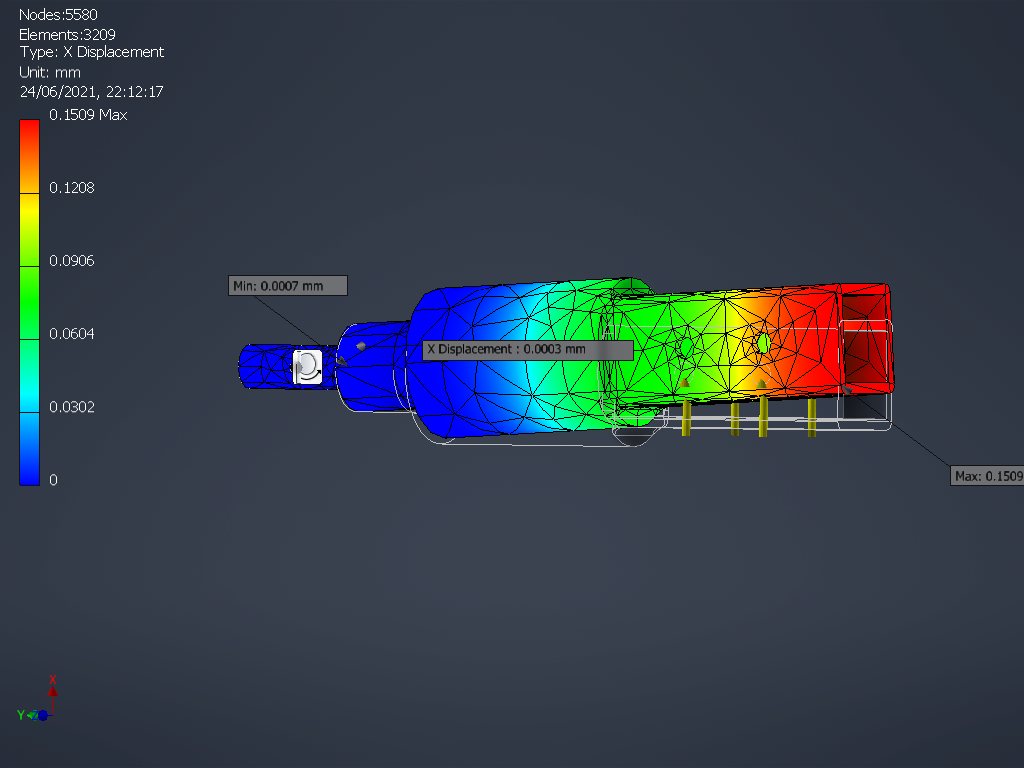 Nodes:5580
Elements:3209
Type: X Displacement
Unit: mm
24/06/2021, 22:12:17
0.1509 Max
0.1208
0.0906
0.0604
0.0302
0
Min: 0.0007 mm
X Displacement : 0.0003 mm
Max: 0.1509
X
Y